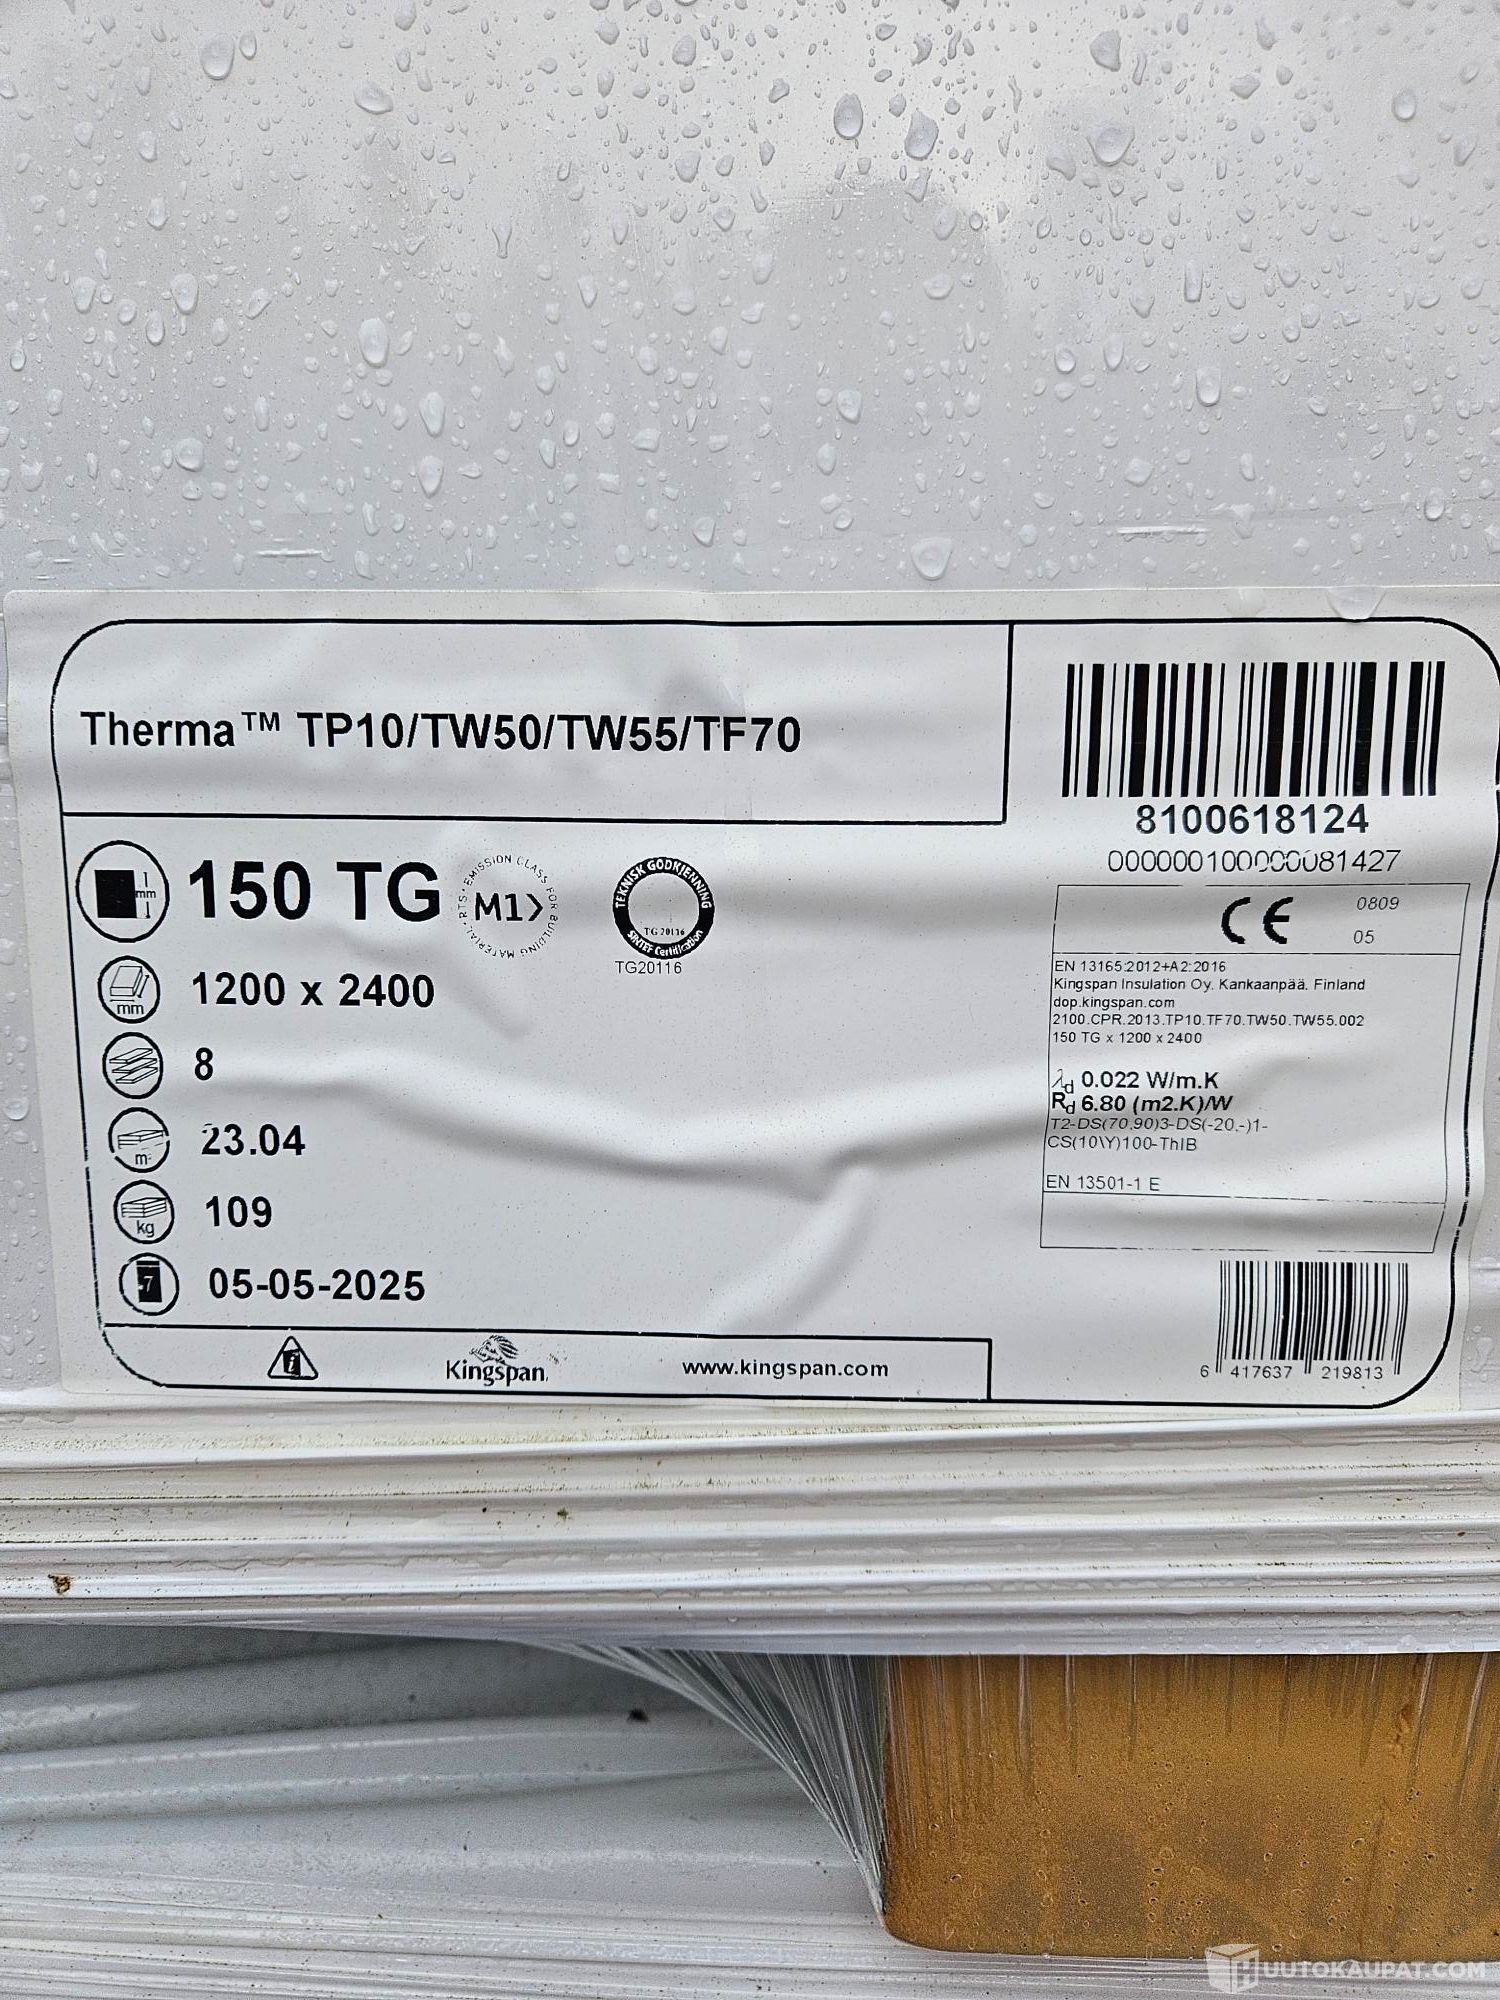 Therma™ TP10/TW50/TW55/TF70
8100618124
mm
150 TG
RTS · EMISSION CLASS FOR BUILDING MATERIAL ·
M1
TEKNISK GODKJENNING
TG 20116
SINTEF Certification
TG20116
CE
0809
05
mm
1200 x 2400
EN 13165:2012+A2:2016
Kingspan Insulation Oy, Kankaanpää, Finland
dop.kingspan.com
2100.CPR.2013.TP10.TF70.TW50.TW55.002
150 TG x 1200 x 2400
8
λd 0.022 W/m.K
Rd 6.80 (m2.K)/W
T2-DS(70,90)3-DS(-20,-)1-
CS(10\Y)100-ThIB
EN 13501-1 E
23.04
kg
109
7
05-05-2025
Kingspan
www.kingspan.com
6 417637 219813
HUUTOKAUPAT.COM